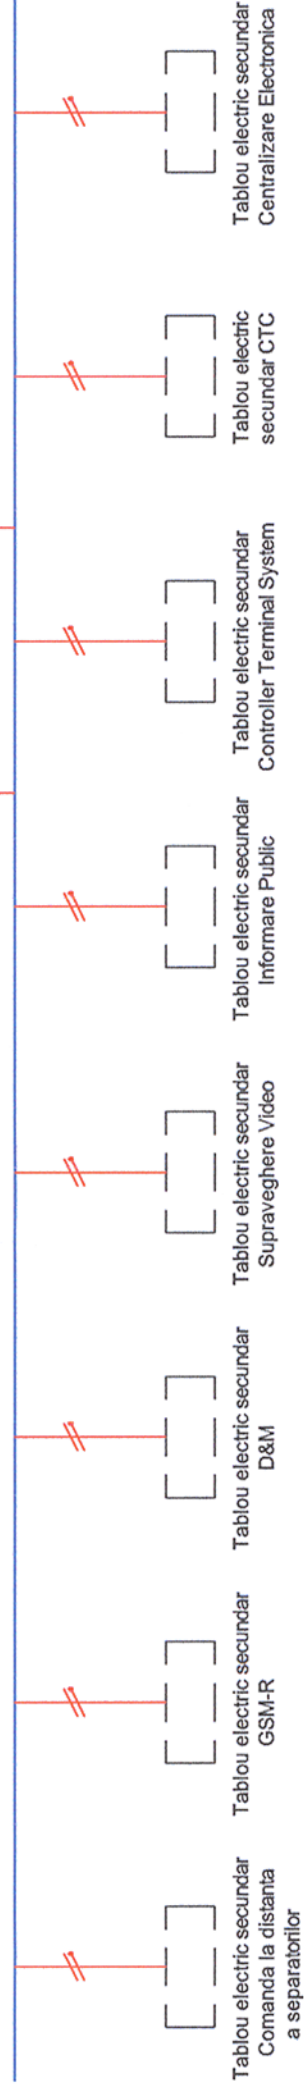 Tablou electric secundar
Comanda la distanta
a separatorilor
Tablou electric secundar
GSM-R
Tablou electric secundar
D&M
Tablou electric secundar
Supraveghere Video
Tablou electric secundar
Informare Public
Tablou electric secundar
Controller Terminal System
Tablou electric
secundar CTC
Tablou electric secundar
Centralizare Electronica